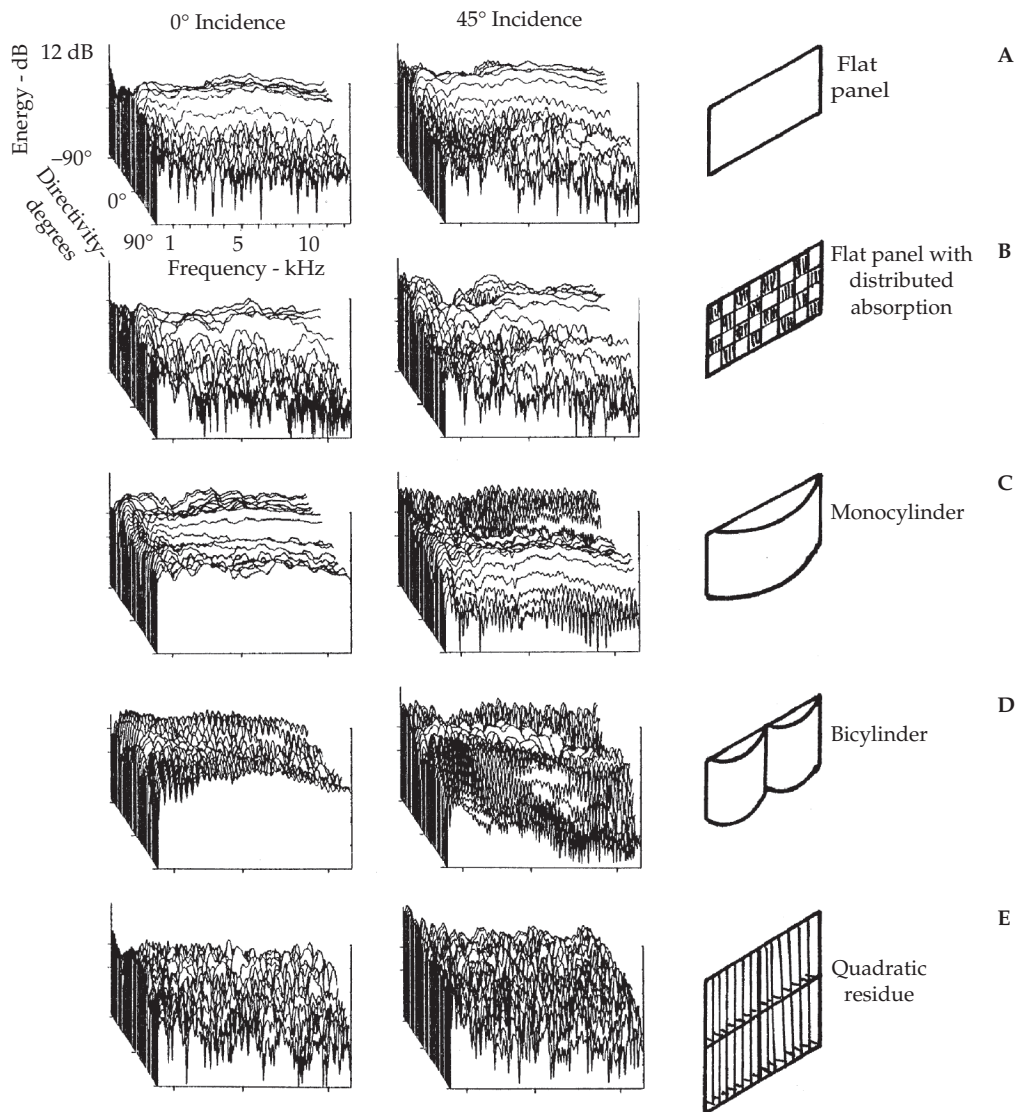 0° Incidence
45° Incidence
Energy - dB
12 dB
–90°
0°
90°
Directivity-
degrees
1
5
10
Frequency - kHz
Flat
panel
A
Flat panel with
distributed
absorption
B
Monocylinder
C
Bicylinder
D
Quadratic
residue
E